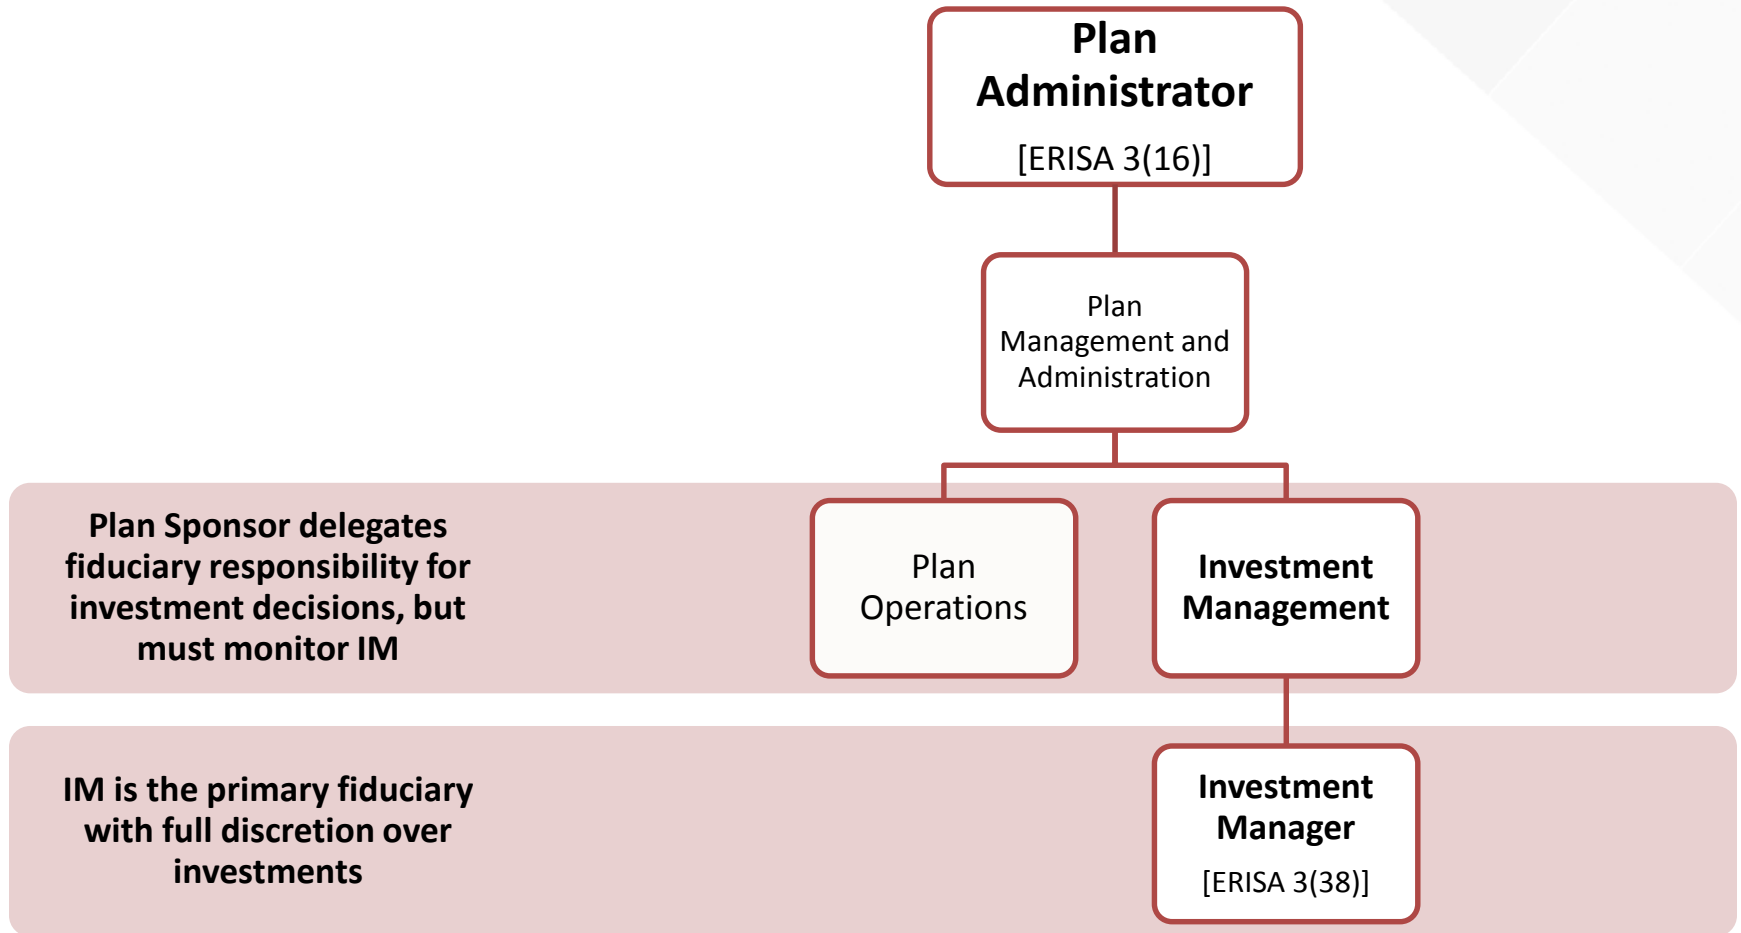 Plan
Administrator
[ERISA 3(16)]
Plan
Management and
Administration
Plan Sponsor delegates
fiduciary responsibility for
investment decisions, but
must monitor IM
Plan
Operations
Investment
Management
IM is the primary fiduciary
with full discretion over
investments
Investment
Manager
[ERISA 3(38)]